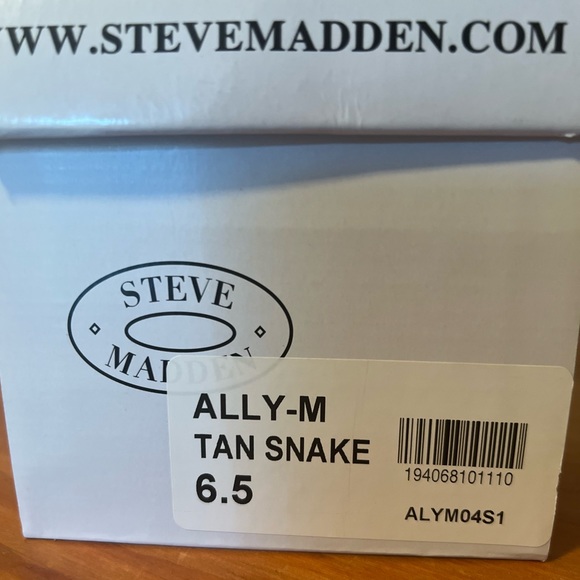 WWW.STEVEMADDEN.COM
STEVE
MADDEN
ALLY-M
TAN SNAKE
6.5
194068101110
ALYM04S1